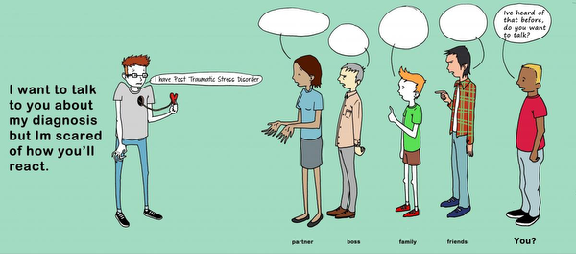 I want to talk
to you about
my diagnosis
but Im scared
of how you'll
react.
I have Post Traumatic Stress Disorder
Ive heard of
that before,
do you want
to talk?
partner
boss
family
friends
You?